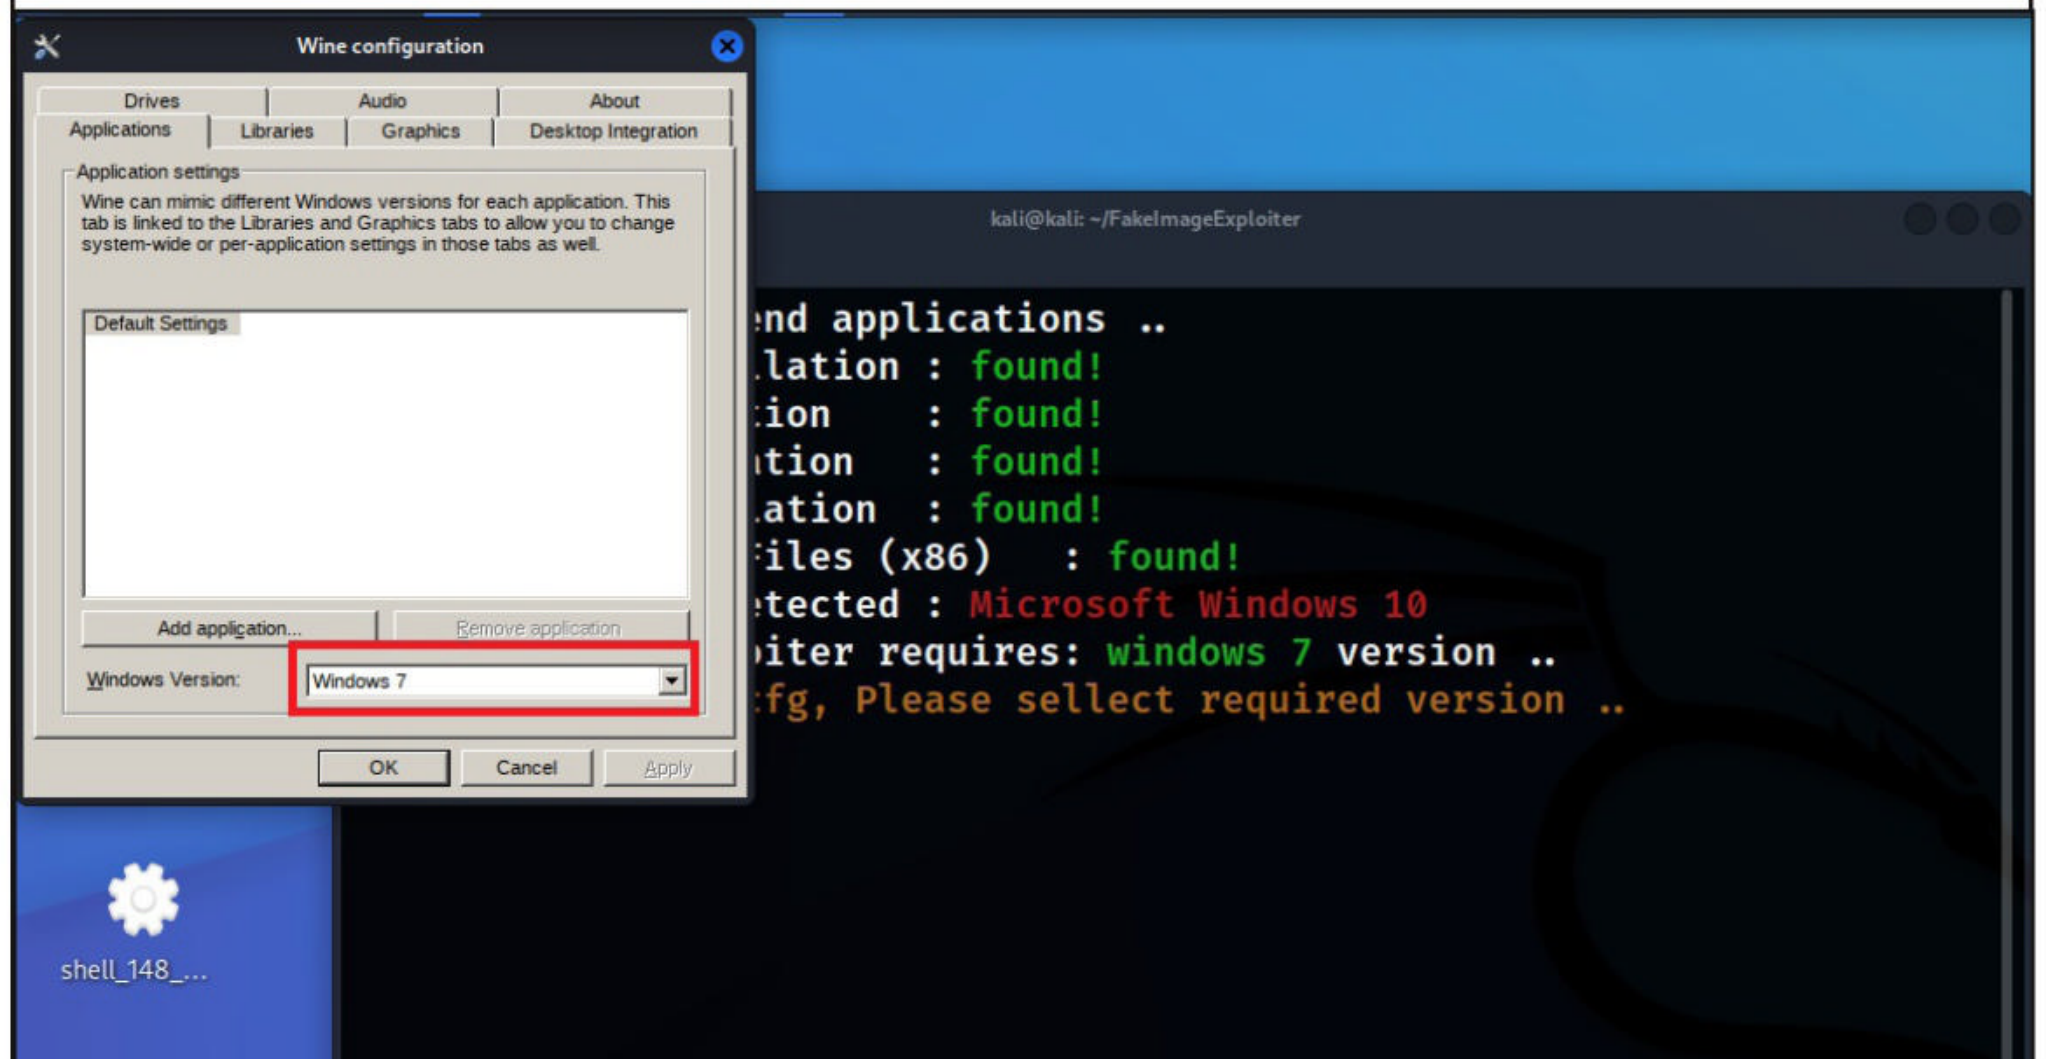 Wine configuration
Drives
Audio
About
Applications
Libraries
Graphics
Desktop Integration
Application settings
Wine can mimic different Windows versions for each application. This
tab is linked to the Libraries and Graphics tabs to allow you to change
system-wide or per-application settings in those tabs as well.
Default Settings
Add application...
Remove application
Windows Version:
Windows 7
OK
Cancel
Apply
kali@kali: ~/FakeImageExploiter
nd applications ..
lation : found!
ion : found!
tion : found!
ation : found!
iles (x86) : found!
tected : Microsoft Windows 10
iter requires: windows 7 version ..
fg, Please sellect required version ..
shell_148_...